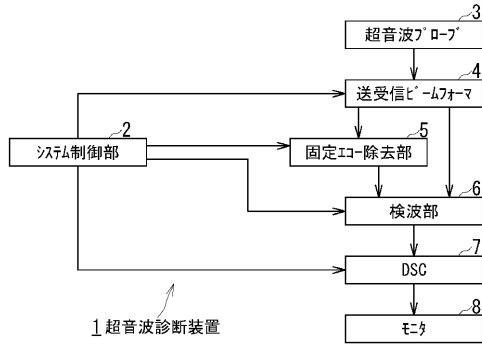 3
超音波ﾌﾟﾛｰﾌﾞ
4
送受信ﾋﾞｰﾑﾌｫｰﾏ
2
ｼｽﾃﾑ制御部
5
固定ｴｺｰ除去部
6
検波部
7
DSC
8
ﾓﾆﾀ
1 超音波診断装置